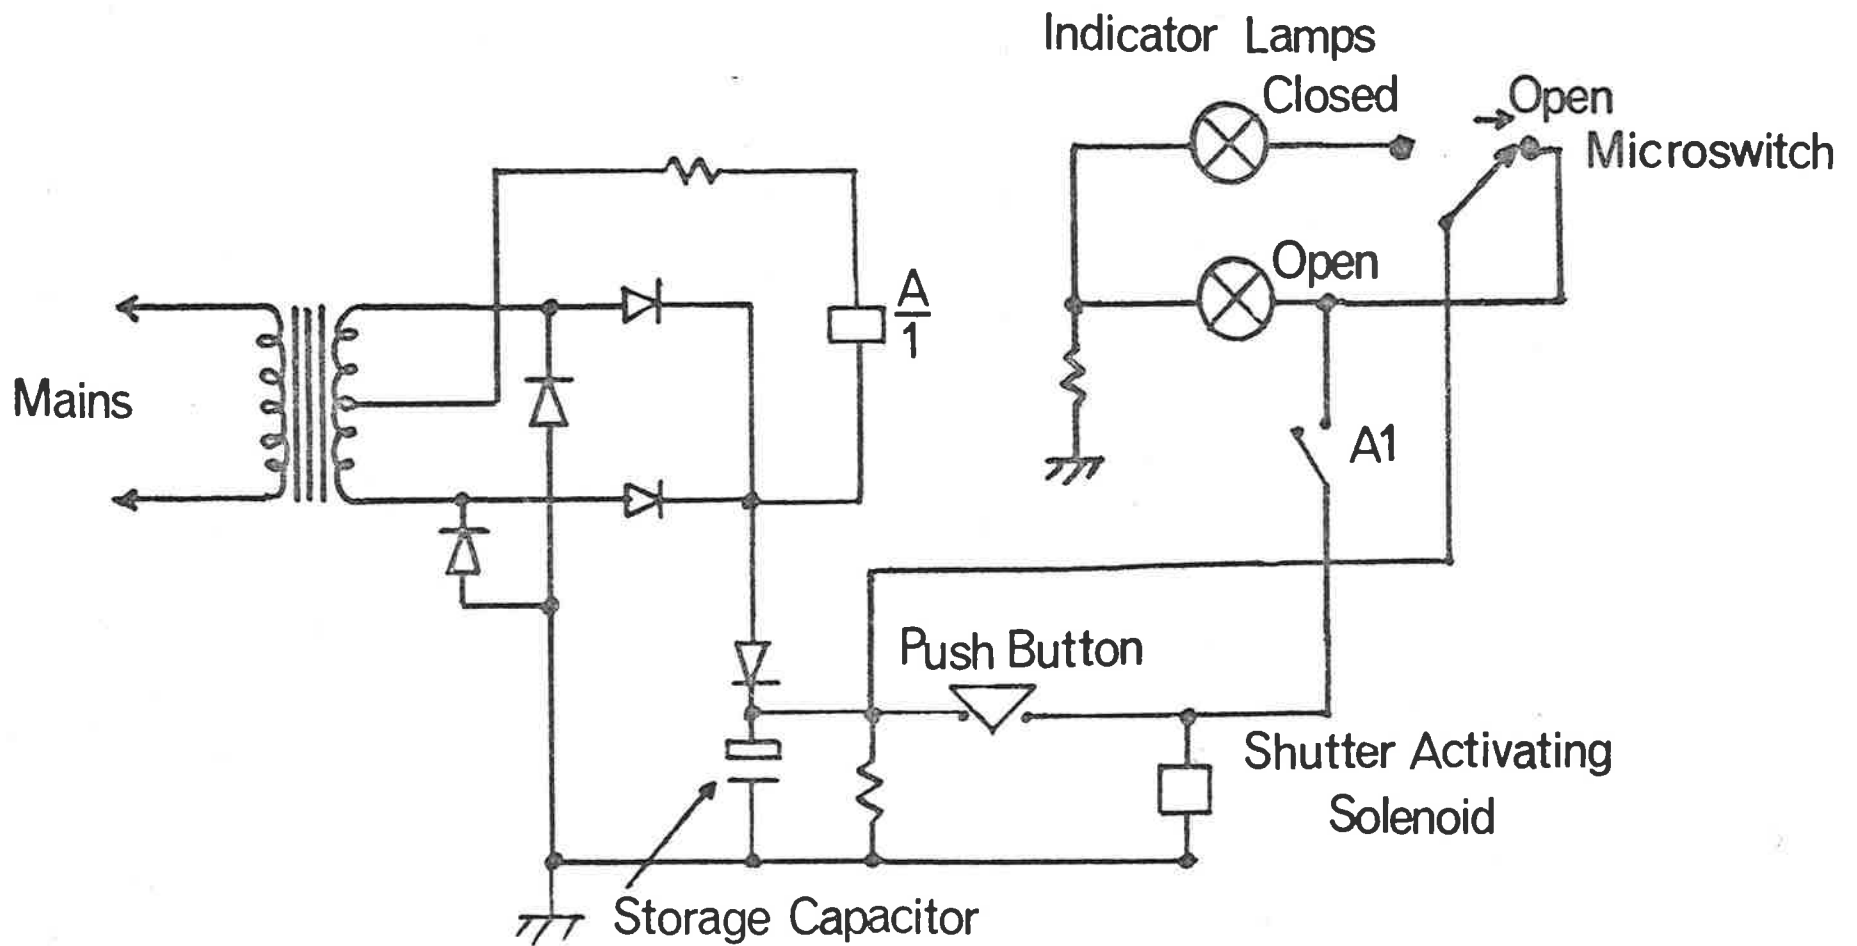 Indicator Lamps
Closed
Open
Microswitch
Open
A
1
Mains
A1
Push Button
Shutter Activating
Solenoid
Storage Capacitor